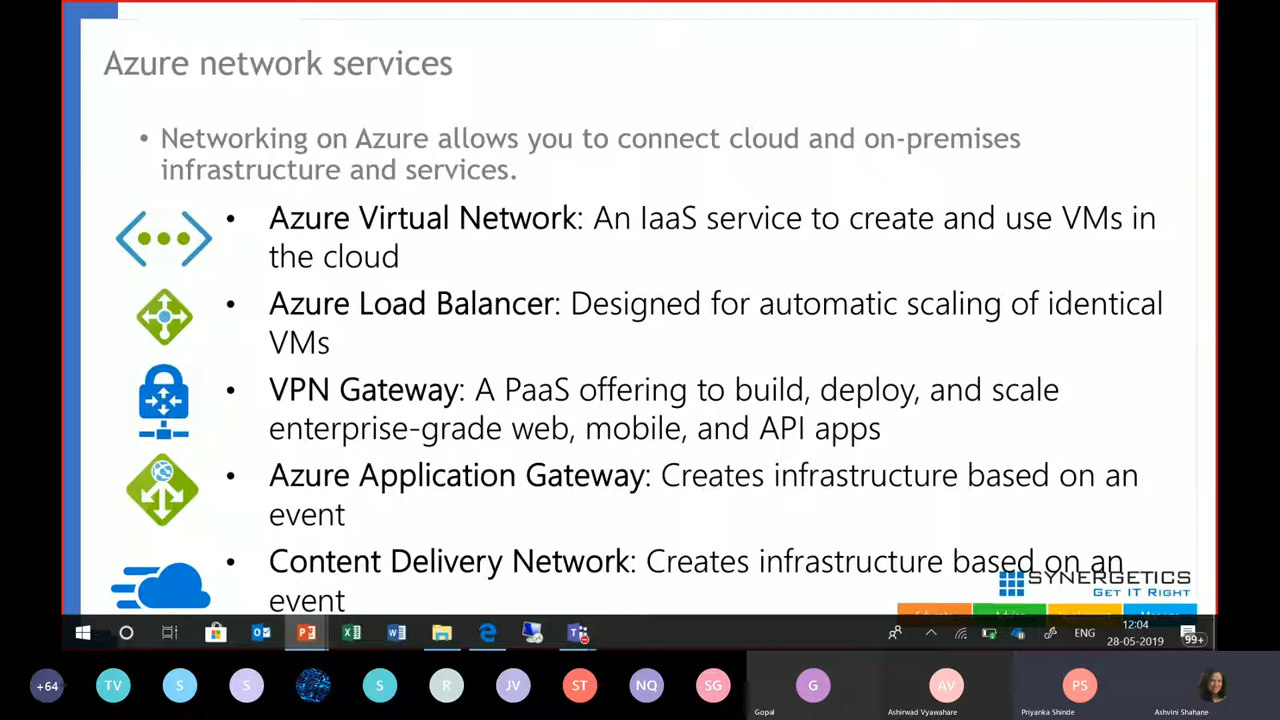 Azure network services
• Networking on Azure allows you to connect cloud and on-premises
infrastructure and services.
• Azure Virtual Network: An IaaS service to create and use VMs in
the cloud
• Azure Load Balancer: Designed for automatic scaling of identical
VMs
• VPN Gateway: A PaaS offering to build, deploy, and scale
enterprise-grade web, mobile, and API apps
• Azure Application Gateway: Creates infrastructure based on an
event
• Content Delivery Network: Creates infrastructure based on an
event
SYNERGETICS
GET IT RIGHT
ENG
12:04
28-05-2019
99+
+64
TV
S
S
S
R
JV
ST
NQ
SG
G
AV
PS
Gopal
Ashirwad Vyawahare
Priyanka Shinde
Ashvini Shahane